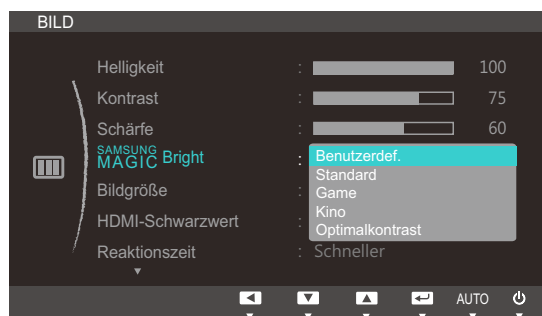 BILD
Helligkeit : 100
Kontrast : 75
Schärfe : 60
SAMSUNG
MAGIC Bright : Benutzerdef.
Standard
Game
Kino
Optimalkontrast
Bildgröße :
HDMI-Schwarzwert :
Reaktionszeit : Schneller
AUTO